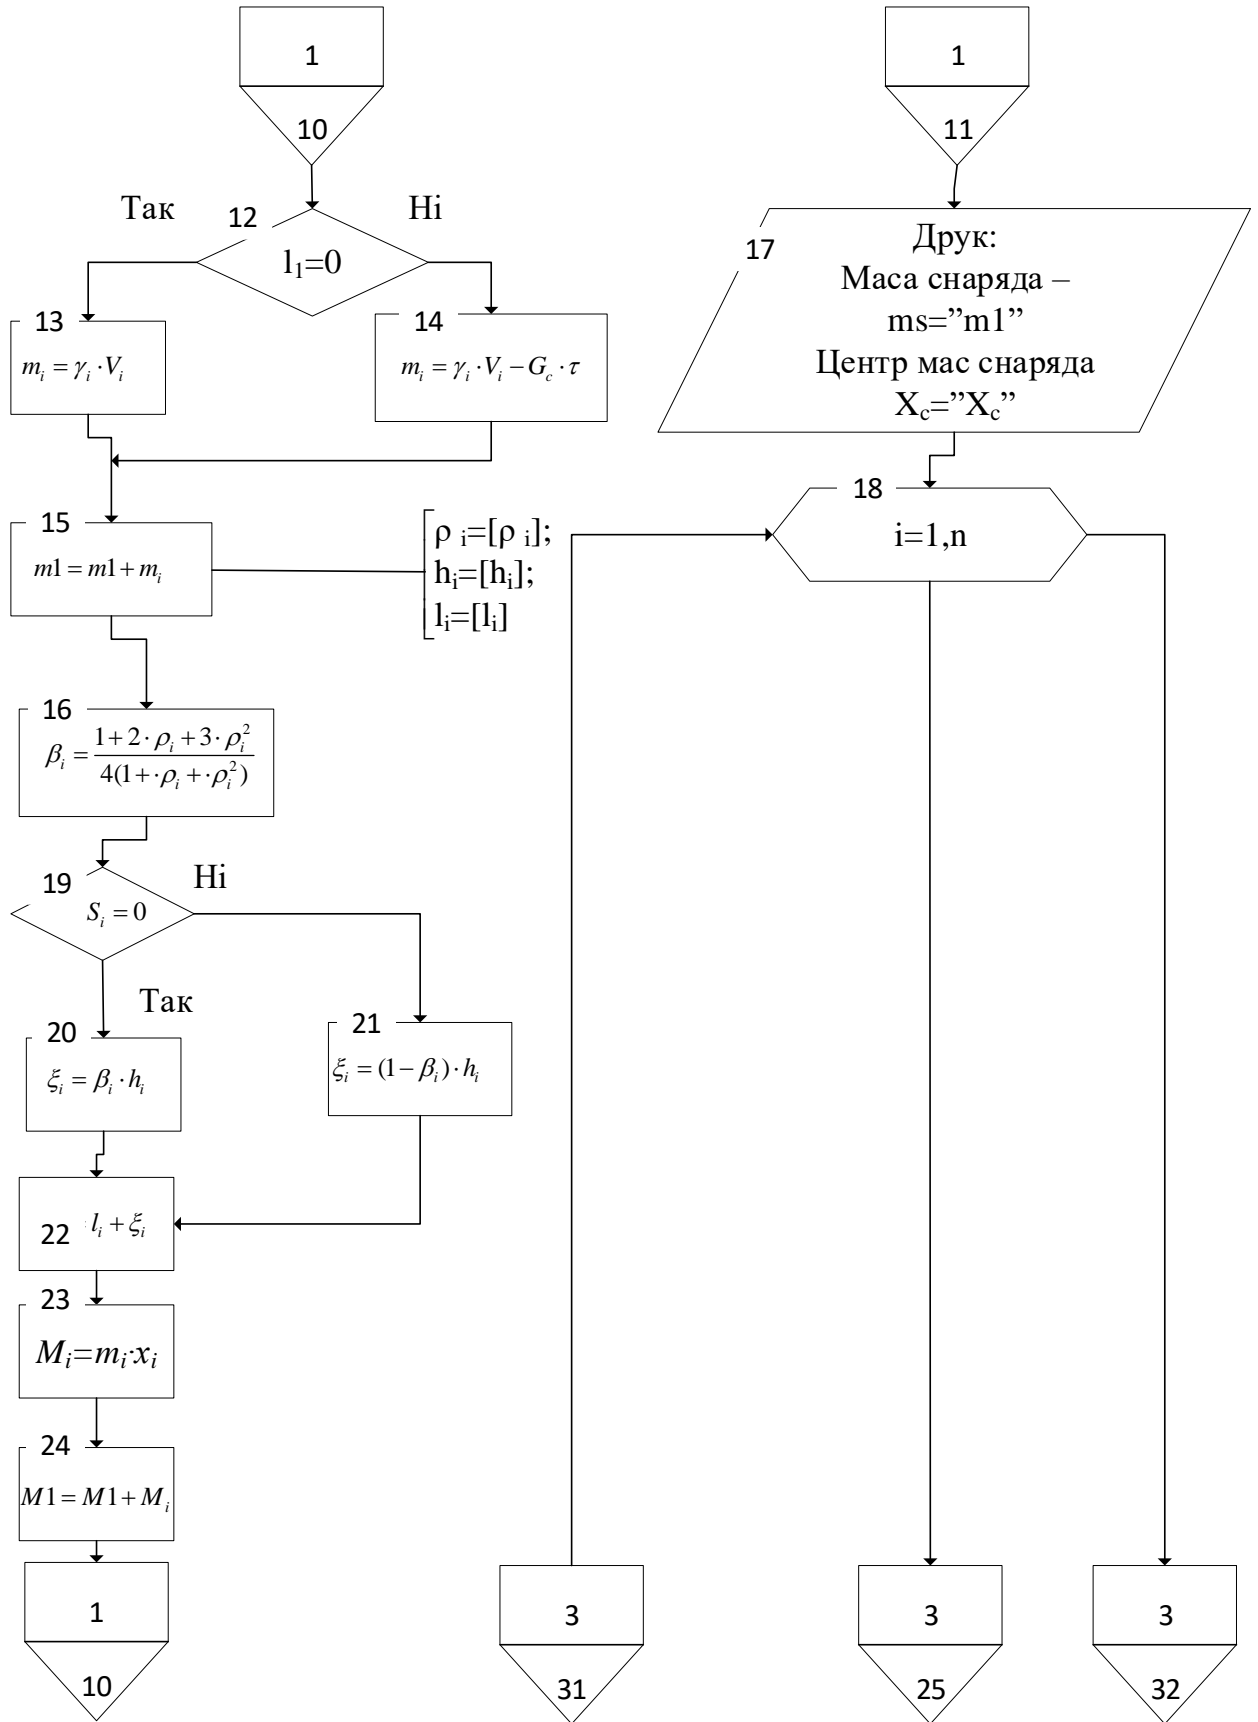 1
10
Так
12
Ні
l₁=0
13
mᵢ = γᵢ · Vᵢ
14
mᵢ = γᵢ · Vᵢ − G_c · τ
15
m1 = m1 + mᵢ
ρ ᵢ=[ρ ᵢ];
hᵢ=[hᵢ];
lᵢ=[lᵢ]
16
βᵢ = (1 + 2 · ρᵢ + 3 · ρᵢ²) / 4(1 + ·ρᵢ + ·ρᵢ²)
19
Ні
Sᵢ = 0
Так
20
ξᵢ = βᵢ · hᵢ
21
ξᵢ = (1 − βᵢ) · hᵢ
22
lᵢ + ξᵢ
23
Mᵢ=mᵢ·xᵢ
24
M1 = M1 + Mᵢ
1
10
1
11
17
Друк:
Маса снаряда –
ms=”m1”
Центр мас снаряда
X_c=”X_c”
18
i=1,n
3
31
3
25
3
32